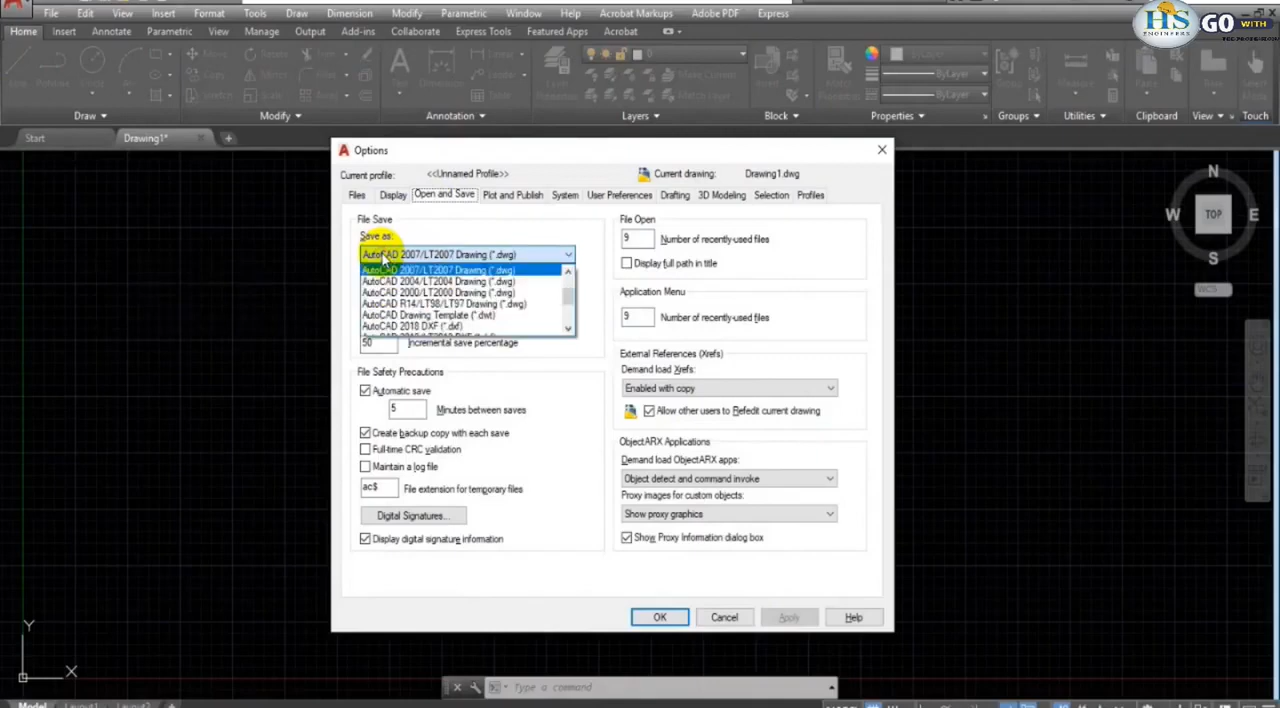 File Edit View Insert Format Tools Draw Dimension Modify Parametric Window Help Acrobat Markups Adobe PDF Express
HS
ENGINEERS
GO WITH
Home Insert Annotate Parametric View Manage Output Add-ins Collaborate Express Tools Featured Apps Acrobat
0
ByLayer
ByLayer
ByLayer
Draw Modify Annotation Layers Block Properties Groups Utilities Clipboard View Touch
Start Drawing1*
Options
Current profile: <<Unnamed Profile>> Current drawing: Drawing1.dwg
Files Display Open and Save Plot and Publish System User Preferences Drafting 3D Modeling Selection Profiles
File Save
Save as:
AutoCAD 2007/LT2007 Drawing (*.dwg)
AutoCAD 2007/LT2007 Drawing (*.dwg)
AutoCAD 2004/LT2004 Drawing (*.dwg)
AutoCAD 2000/LT2000 Drawing (*.dwg)
AutoCAD R14/LT98/LT97 Drawing (*.dwg)
AutoCAD Drawing Template (*.dwt)
AutoCAD 2018 DXF (*.dxf)
50 Incremental save percentage
File Safety Precautions
Automatic save
5 Minutes between saves
Create backup copy with each save
Full-time CRC validation
Maintain a log file
ac$ File extension for temporary files
Digital Signatures...
Display digital signature information
File Open
9 Number of recently-used files
Display full path in title
Application Menu
9 Number of recently-used files
External References (Xrefs)
Demand load Xrefs:
Enabled with copy
Allow other users to Refedit current drawing
ObjectARX Applications
Demand load ObjectARX apps:
Object detect and command invoke
Proxy images for custom objects:
Show proxy graphics
Show Proxy Information dialog box
OK Cancel Apply Help
N
W TOP E
S
WCS
Y
X
Type a command
Model Layout1 Layout2